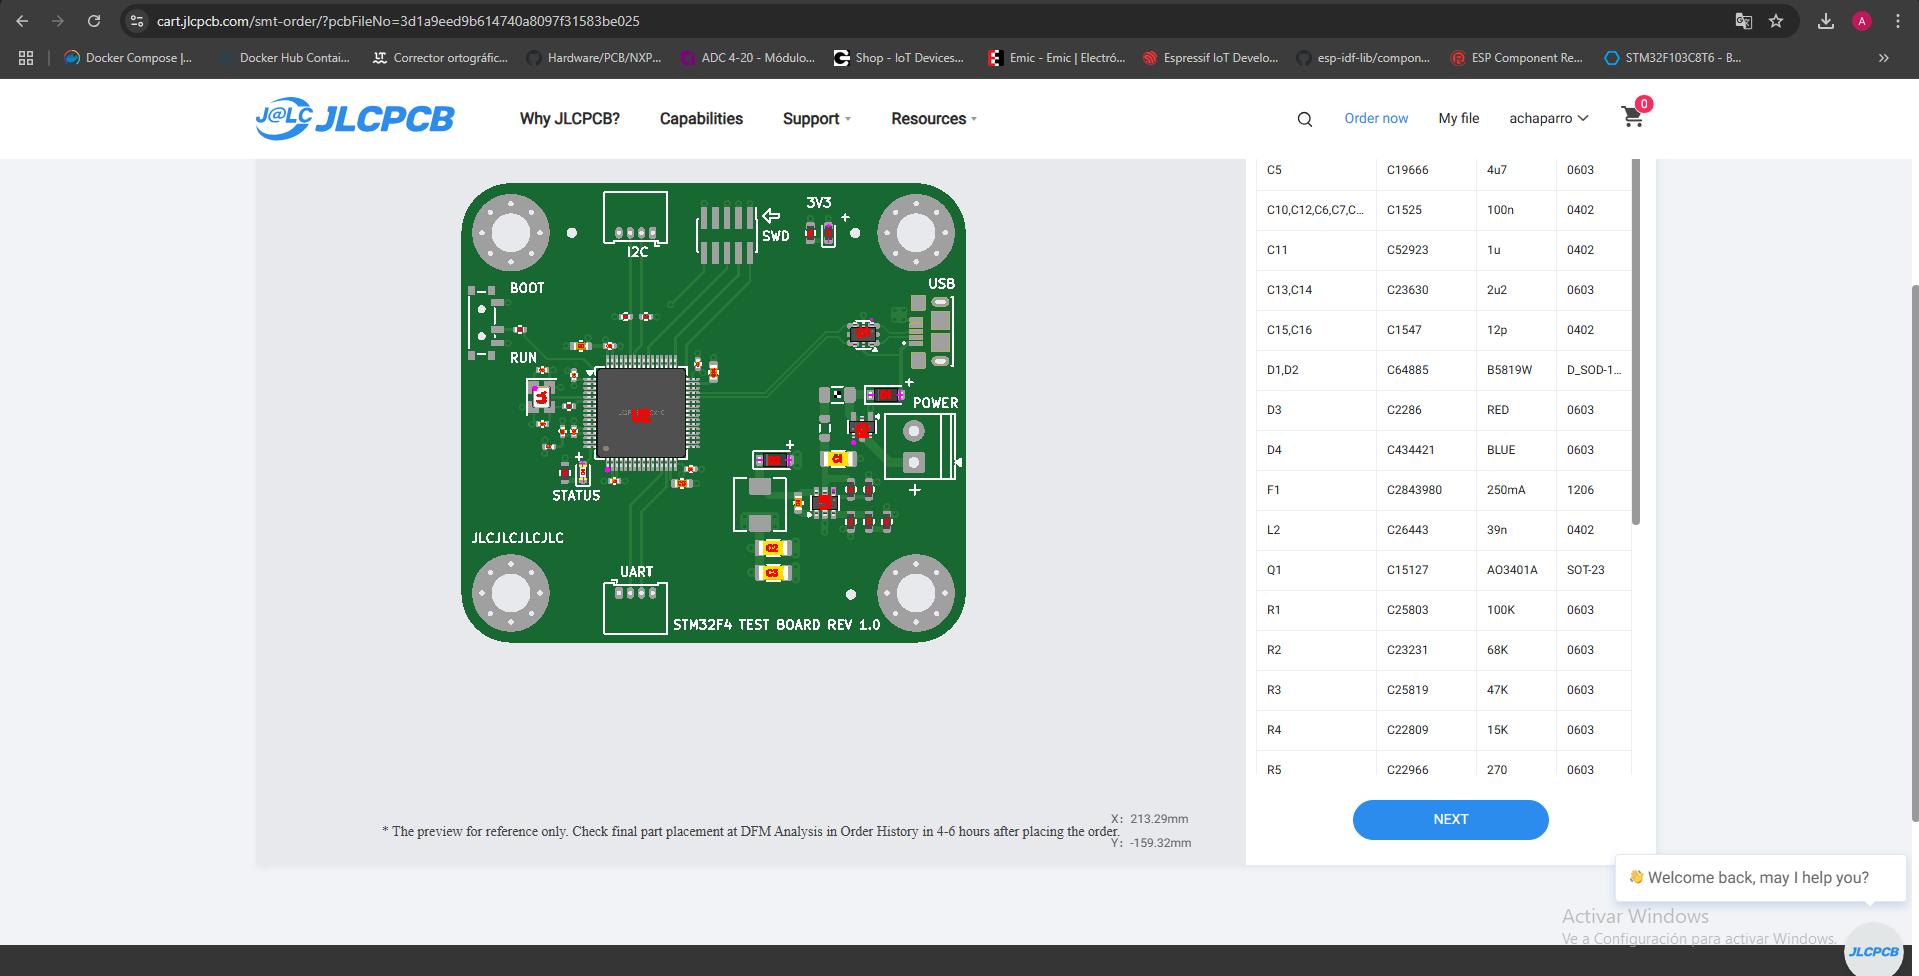 cart.jlcpcb.com/smt-order/?pcbFileNo=3d1a9eed9b614740a8097f31583be025
A
Docker Compose |...
Docker Hub Contai...
Corrector ortográfic...
Hardware/PCB/NXP...
ADC 4-20 - Módulo...
Shop - IoT Devices...
Emic - Emic | Electró...
Espressif IoT Develo...
esp-idf-lib/compon...
ESP Component Re...
STM32F103C8T6 - B...
J@LC JLCPCB
Why JLCPCB?
Capabilities
Support
Resources
Order now
My file
achaparro
0
C5 C19666 4u7 0603
C10,C12,C6,C7,C... C1525 100n 0402
C11 C52923 1u 0402
C13,C14 C23630 2u2 0603
C15,C16 C1547 12p 0402
D1,D2 C64885 B5819W D_SOD-1...
D3 C2286 RED 0603
D4 C434421 BLUE 0603
F1 C2843980 250mA 1206
L2 C26443 39n 0402
Q1 C15127 AO3401A SOT-23
R1 C25803 100K 0603
R2 C23231 68K 0603
R3 C25819 47K 0603
R4 C22809 15K 0603
R5 C22966 270 0603
NEXT
3V3
+
SWD
I2C
USB
BOOT
RUN
+
POWER
U2
+
+
STATUS
+
C2
C3
JLCJLCJLCJLC
UART
STM32F4 TEST BOARD REV 1.0
X: 213.29mm
* The preview for reference only. Check final part placement at DFM Analysis in Order History in 4-6 hours after placing the order.
Y: -159.32mm
👋 Welcome back, may I help you?
Activar Windows
Ve a Configuración para activar Windows.
JLCPCB